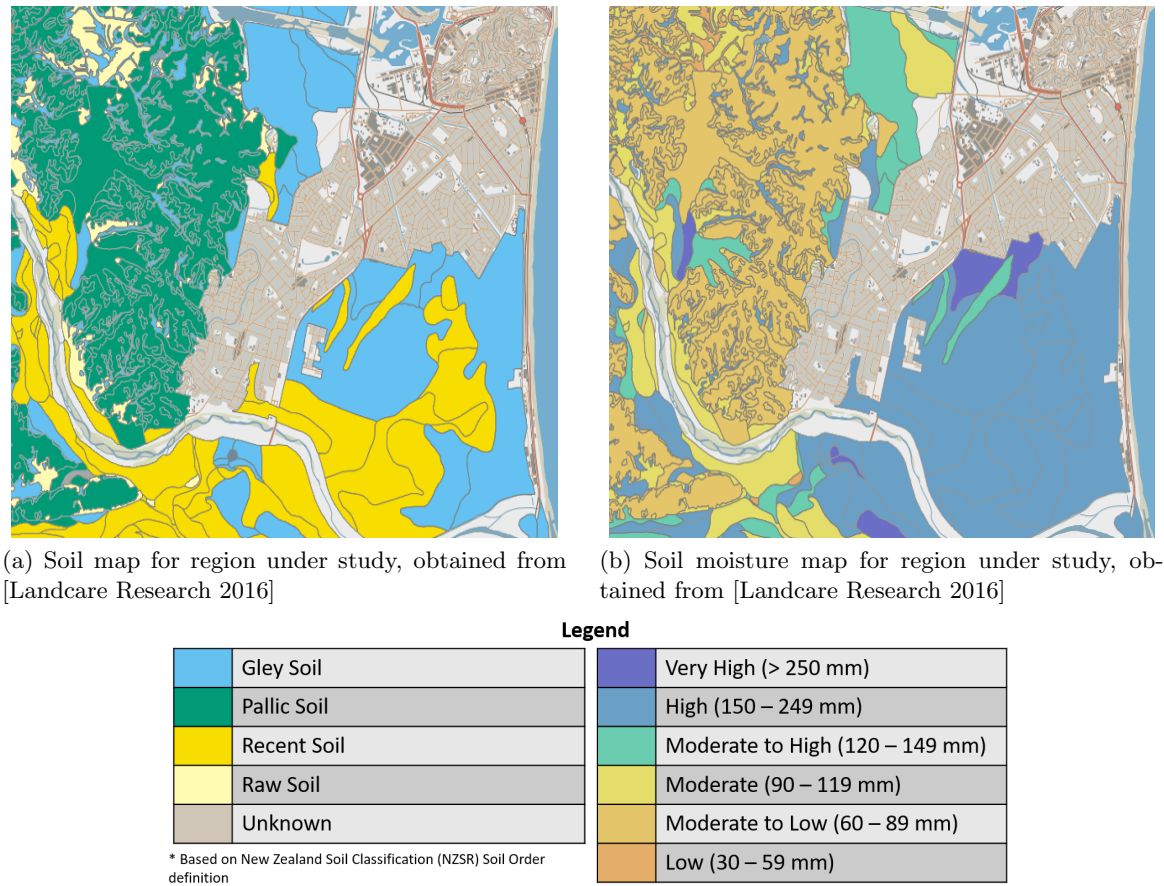 (a) Soil map for region under study, obtained from
[Landcare Research 2016]
(b) Soil moisture map for region under study, ob-
tained from [Landcare Research 2016]
Legend
Gley Soil
Pallic Soil
Recent Soil
Raw Soil
Unknown
* Based on New Zealand Soil Classification (NZSR) Soil Order
definition
Very High (> 250 mm)
High (150 – 249 mm)
Moderate to High (120 – 149 mm)
Moderate (90 – 119 mm)
Moderate to Low (60 – 89 mm)
Low (30 – 59 mm)